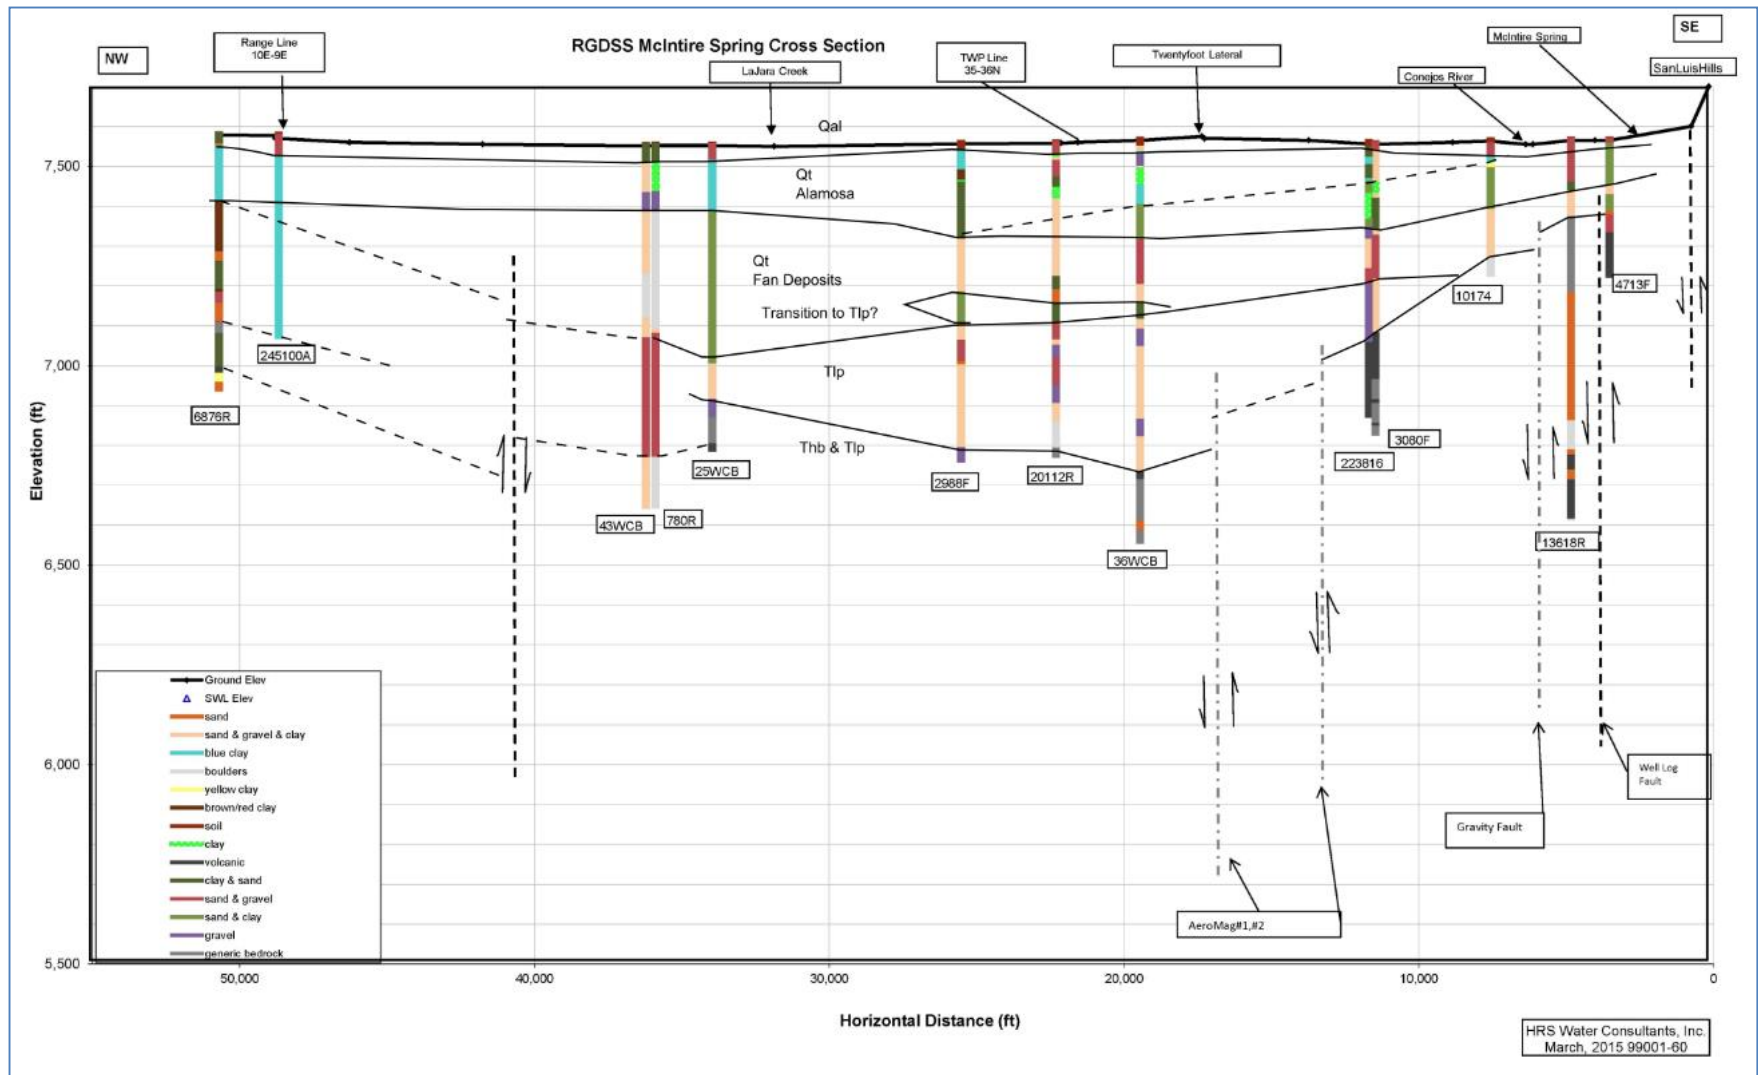 RGDSS McIntire Spring Cross Section
NW
Range Line
10E-9E
LaJara Creek
TWP Line
35-36N
Twentyfoot Lateral
Conejos River
McIntire Spring
SE
SanLuisHills
Qal
Qt
Alamosa
Qt
Fan Deposits
Transition to Tlp?
Tlp
Thb & Tlp
6876R
245100A
43WCB
780R
25WCB
2988F
20112R
36WCB
223816
3080F
10174
13618R
4713F
Well Log
Fault
Gravity Fault
AeroMag#1,#2
Elevation (ft)
7,500
7,000
6,500
6,000
5,500
Ground Elev
SWL Elev
sand
sand & gravel & clay
blue clay
boulders
yellow clay
brown/red clay
soil
clay
volcanic
clay & sand
sand & gravel
sand & clay
gravel
generic bedrock
50,000
40,000
30,000
20,000
10,000
0
Horizontal Distance (ft)
HRS Water Consultants, Inc.
March, 2015 99001-60